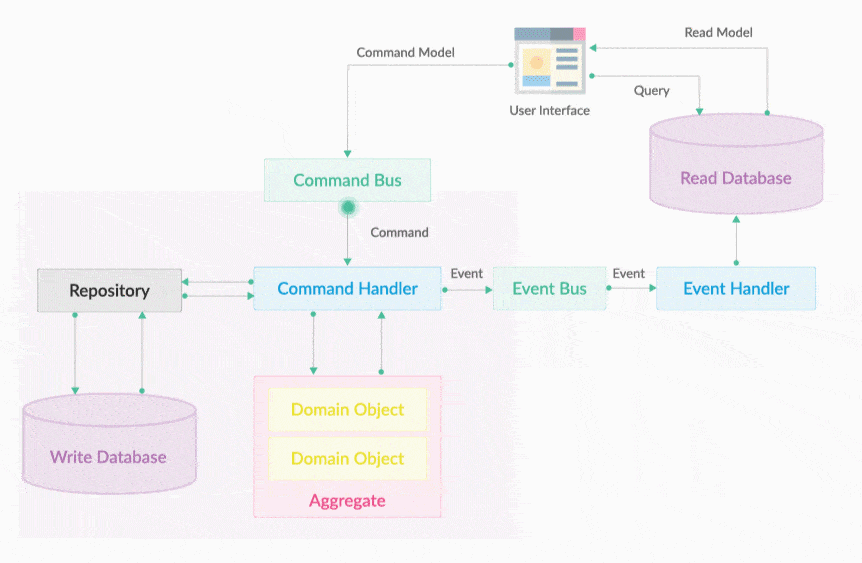 Command Model
Read Model
Query
User Interface
Command Bus
Read Database
Command
Repository
Command Handler
Event
Event Bus
Event
Event Handler
Domain Object
Write Database
Domain Object
Aggregate